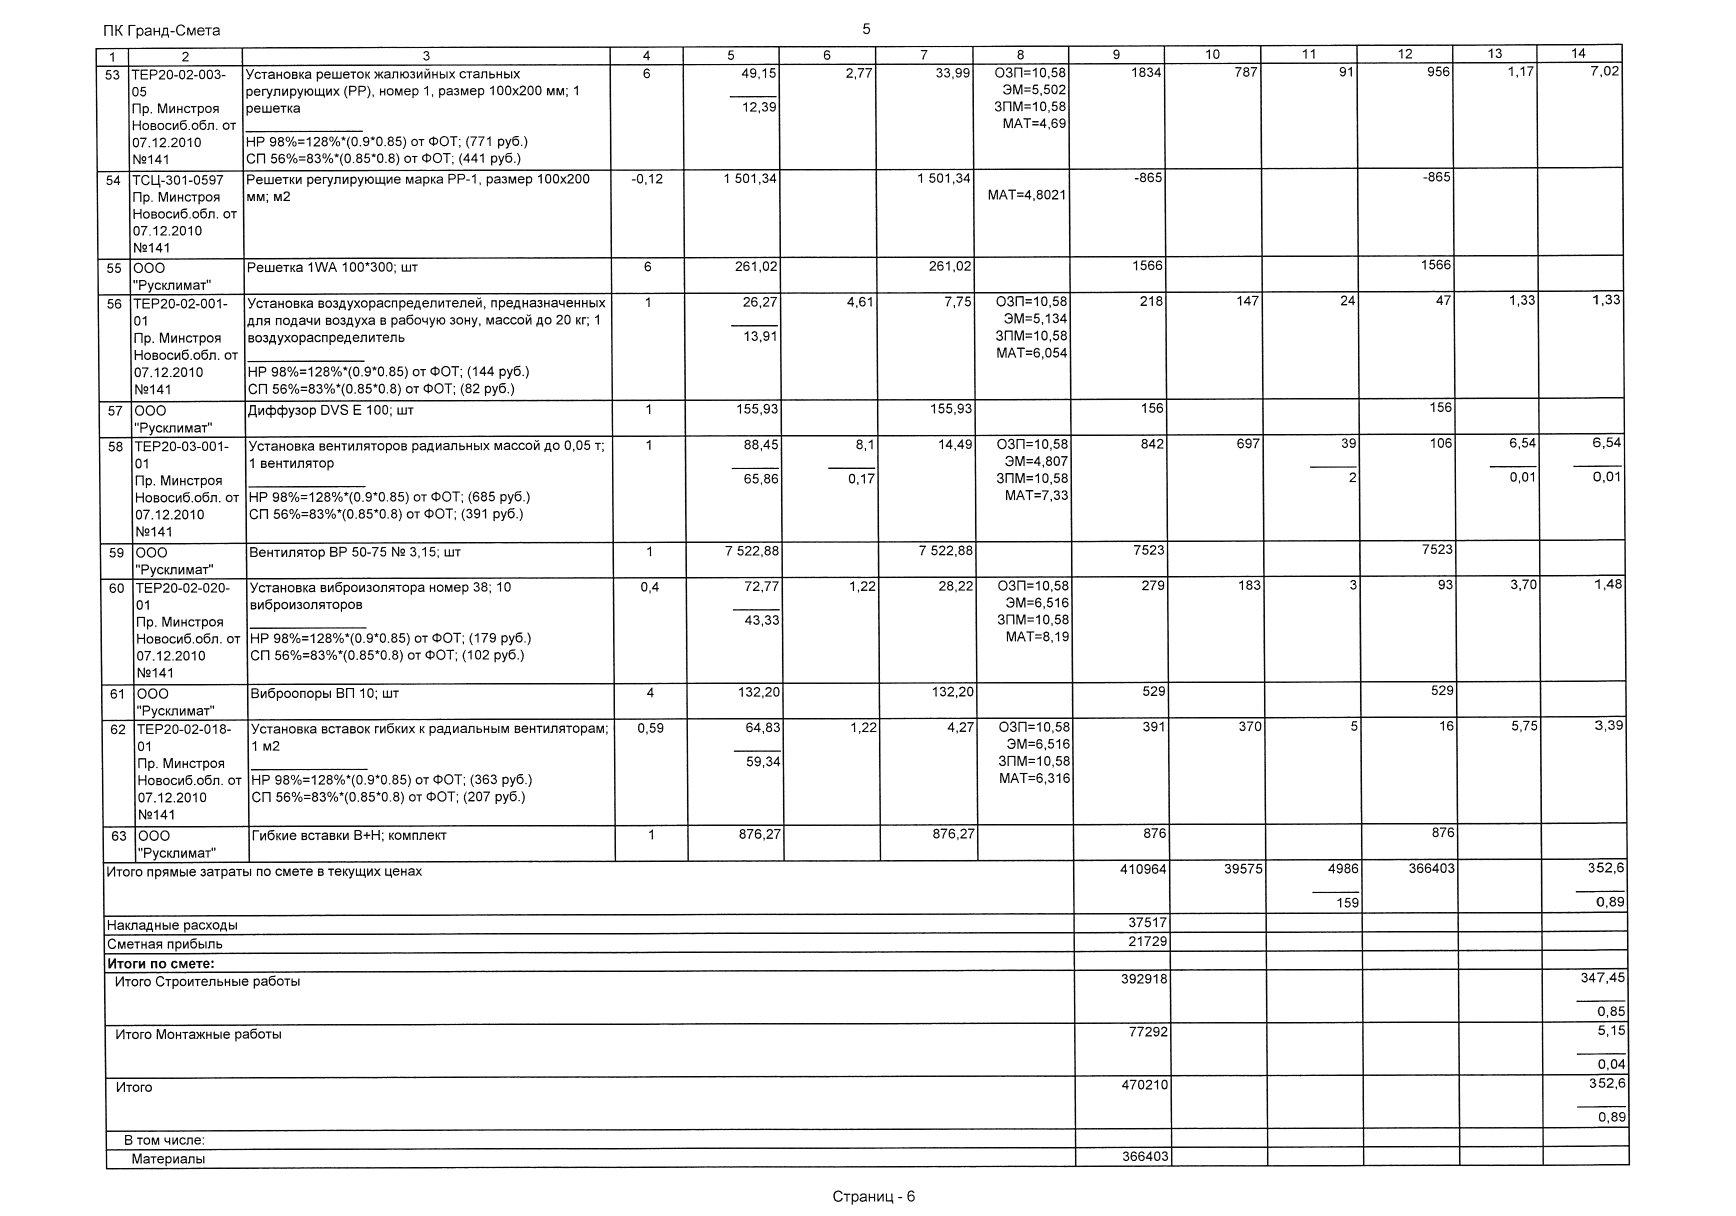 ПК Гранд-Смета
5
1 2 3 4 5 6 7 8 9 10 11 12 13 14
53 ТЕР20-02-003- Установка решеток жалюзийных стальных 6 49,15 2,77 33,99 ОЗП=10,58 1834 787 91 956 1,17 7,02
05 регулирующих (РР), номер 1, размер 100х200 мм; 1 ЭМ=5,502
Пр. Минстроя решетка 12,39 ЗПМ=10,58
Новосиб.обл. от МАТ=4,69
07.12.2010 НР 98%=128%*(0.9*0.85) от ФОТ; (771 руб.)
№141 СП 56%=83%*(0.85*0.8) от ФОТ; (441 руб.)
54 ТСЦ-301-0597 Решетки регулирующие марка РР-1, размер 100х200 -0,12 1 501,34 1 501,34 -865 -865
Пр. Минстроя мм; м2 МАТ=4,8021
Новосиб.обл. от
07.12.2010
№141
55 ООО Решетка 1WA 100*300; шт 6 261,02 261,02 1566 1566
"Русклимат"
56 ТЕР20-02-001- Установка воздухораспределителей, предназначенных 1 26,27 4,61 7,75 ОЗП=10,58 218 147 24 47 1,33 1,33
01 для подачи воздуха в рабочую зону, массой до 20 кг; 1 ЭМ=5,134
Пр. Минстроя воздухораспределитель 13,91 ЗПМ=10,58
Новосиб.обл. от МАТ=6,054
07.12.2010 НР 98%=128%*(0.9*0.85) от ФОТ; (144 руб.)
№141 СП 56%=83%*(0.85*0.8) от ФОТ; (82 руб.)
57 ООО Диффузор DVS E 100; шт 1 155,93 155,93 156 156
"Русклимат"
58 ТЕР20-03-001- Установка вентиляторов радиальных массой до 0,05 т; 1 88,45 8,1 14,49 ОЗП=10,58 842 697 39 106 6,54 6,54
01 1 вентилятор ЭМ=4,807
Пр. Минстроя 65,86 0,17 ЗПМ=10,58 2 0,01 0,01
Новосиб.обл. от НР 98%=128%*(0.9*0.85) от ФОТ; (685 руб.) МАТ=7,33
07.12.2010 СП 56%=83%*(0.85*0.8) от ФОТ; (391 руб.)
№141
59 ООО Вентилятор ВР 50-75 № 3,15; шт 1 7 522,88 7 522,88 7523 7523
"Русклимат"
60 ТЕР20-02-020- Установка виброизолятора номер 38; 10 0,4 72,77 1,22 28,22 ОЗП=10,58 279 183 3 93 3,70 1,48
01 виброизоляторов ЭМ=6,516
Пр. Минстроя 43,33 ЗПМ=10,58
Новосиб.обл. от НР 98%=128%*(0.9*0.85) от ФОТ; (179 руб.) МАТ=8,19
07.12.2010 СП 56%=83%*(0.85*0.8) от ФОТ; (102 руб.)
№141
61 ООО Виброопоры ВП 10; шт 4 132,20 132,20 529 529
"Русклимат"
62 ТЕР20-02-018- Установка вставок гибких к радиальным вентиляторам; 0,59 64,83 1,22 4,27 ОЗП=10,58 391 370 5 16 5,75 3,39
01 1 м2 ЭМ=6,516
Пр. Минстроя 59,34 ЗПМ=10,58
Новосиб.обл. от НР 98%=128%*(0.9*0.85) от ФОТ; (363 руб.) МАТ=6,316
07.12.2010 СП 56%=83%*(0.85*0.8) от ФОТ; (207 руб.)
№141
63 ООО Гибкие вставки В+Н; комплект 1 876,27 876,27 876 876
"Русклимат"
Итого прямые затраты по смете в текущих ценах 410964 39575 4986 366403 352,6
159 0,89
Накладные расходы 37517
Сметная прибыль 21729
Итоги по смете:
Итого Строительные работы 392918 347,45
0,85
Итого Монтажные работы 77292 5,15
0,04
Итого 470210 352,6
0,89
В том числе:
Материалы 366403
Страниц - 6